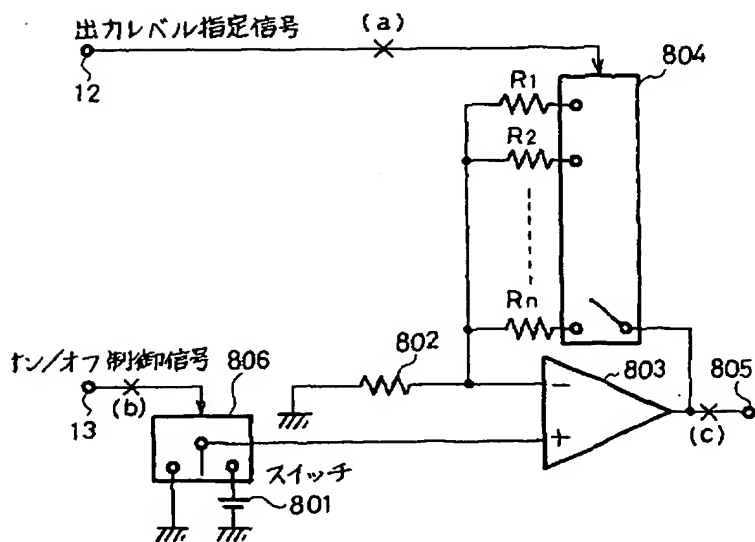 出力レベル指定信号
(a)
12
804
R1
R2
Rn
オン/オフ制御信号
806
802
803
805
13
(b)
(c)
−
+
スイッチ
801